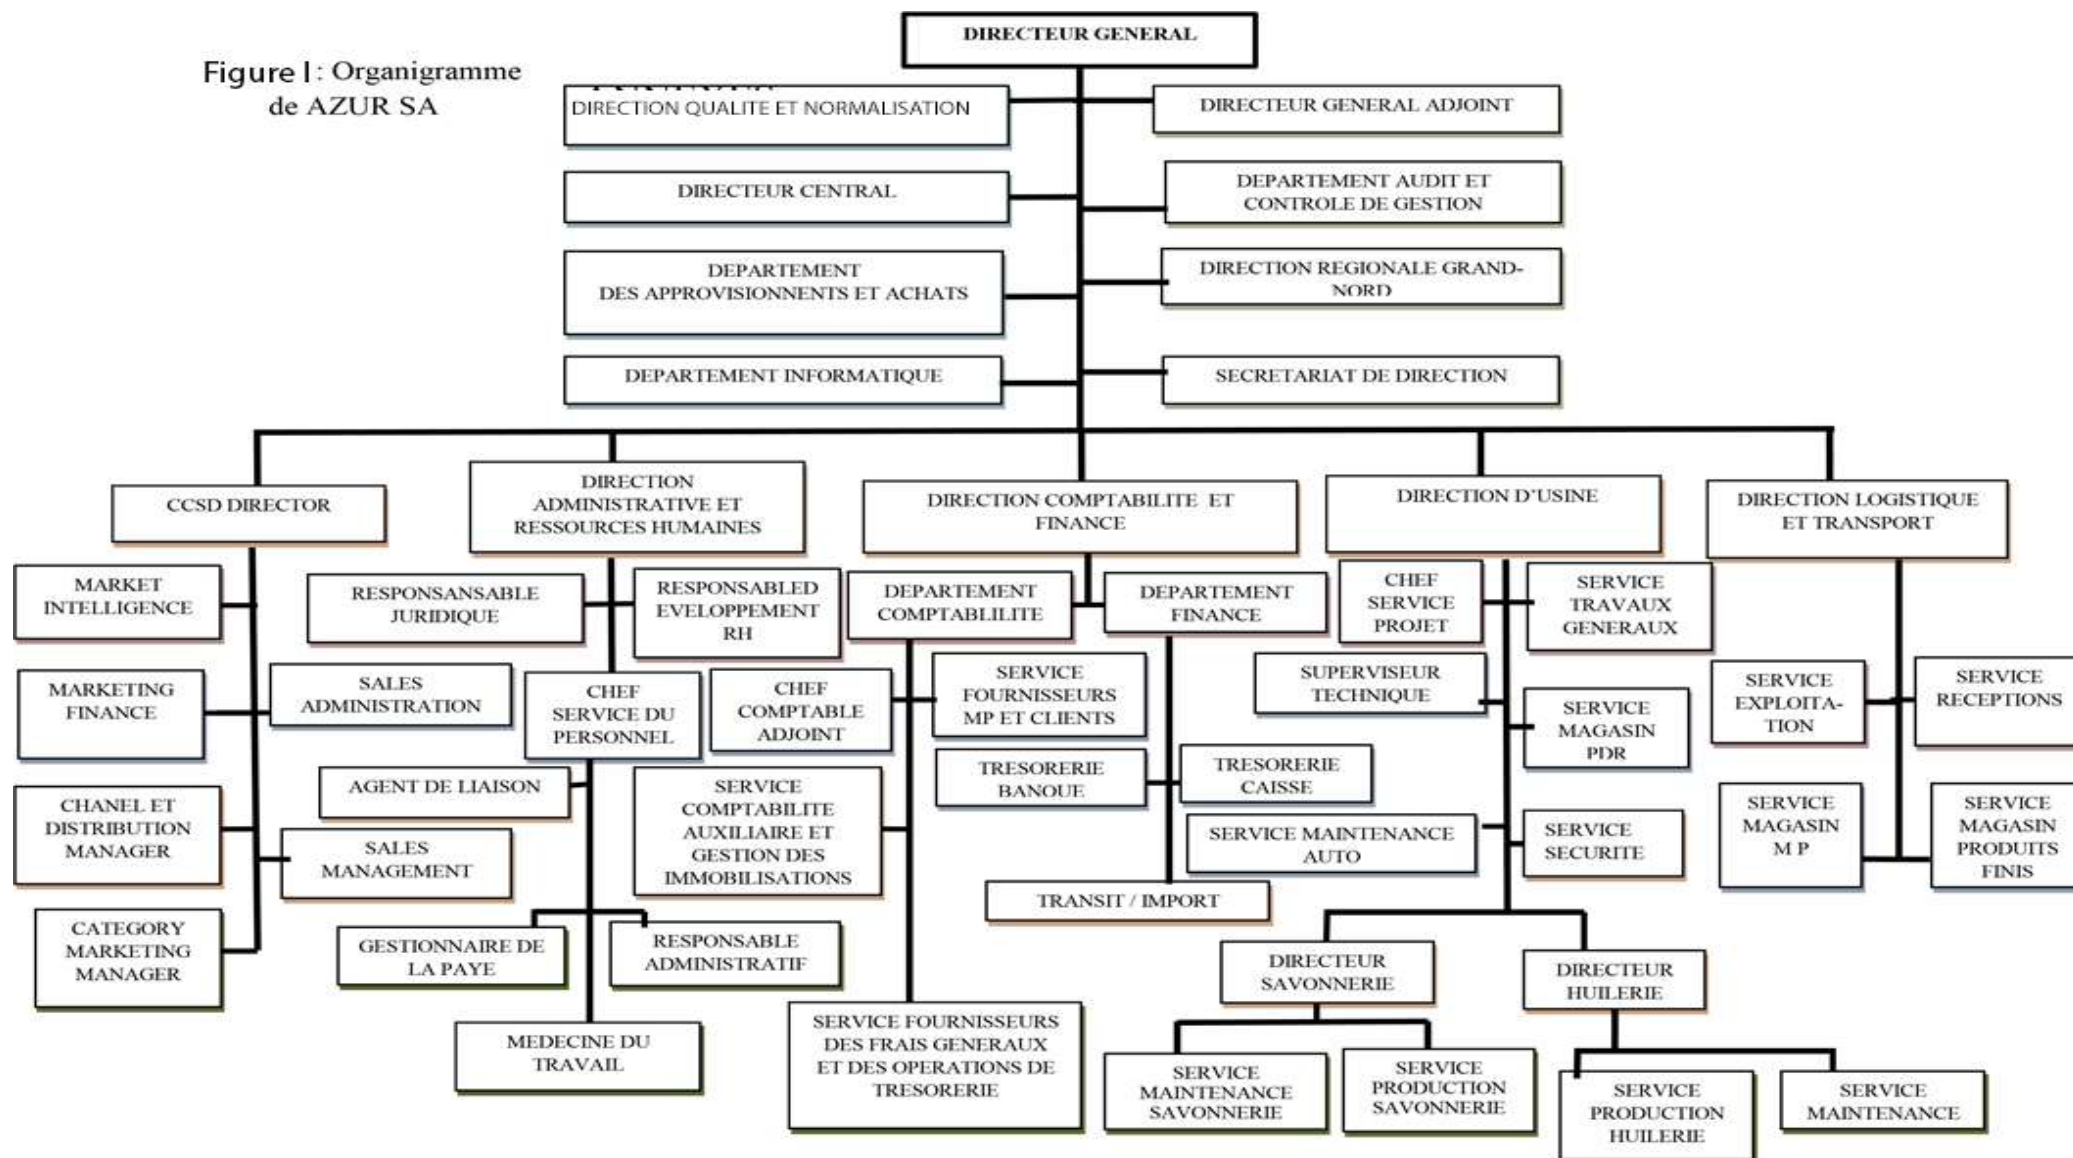 DIRECTEUR GENERAL
Figure I : Organigramme
de AZUR SA
DIRECTION QUALITE ET NORMALISATION
DIRECTEUR GENERAL ADJOINT
DIRECTEUR CENTRAL
DEPARTEMENT AUDIT ET
CONTROLE DE GESTION
DEPARTEMENT
DES APPROVISIONNENTS ET ACHATS
DIRECTION REGIONALE GRAND-
NORD
DEPARTEMENT INFORMATIQUE
SECRETARIAT DE DIRECTION
CCSD DIRECTOR
DIRECTION
ADMINISTRATIVE ET
RESSOURCES HUMAINES
DIRECTION COMPTABILITE ET
FINANCE
DIRECTION D'USINE
DIRECTION LOGISTIQUE
ET TRANSPORT
MARKET
INTELLIGENCE
RESPONSANSABLE
JURIDIQUE
RESPONSABLED
EVELOPPEMENT
RH
DEPARTEMENT
COMPTABLILITE
DEPARTEMENT
FINANCE
CHEF
SERVICE
PROJET
SERVICE
TRAVAUX
GENERAUX
MARKETING
FINANCE
SALES
ADMINISTRATION
CHEF
SERVICE DU
PERSONNEL
CHEF
COMPTABLE
ADJOINT
SERVICE
FOURNISSEURS
MP ET CLIENTS
SUPERVISEUR
TECHNIQUE
SERVICE
MAGASIN
PDR
SERVICE
EXPLOITA-
TION
SERVICE
RECEPTIONS
AGENT DE LIAISON
TRESORERIE
BANQUE
TRESORERIE
CAISSE
CHANEL ET
DISTRIBUTION
MANAGER
SALES
MANAGEMENT
SERVICE
COMPTABILITE
AUXILIAIRE ET
GESTION DES
IMMOBILISATIONS
SERVICE MAINTENANCE
AUTO
SERVICE
SECURITE
SERVICE
MAGASIN
M P
SERVICE
MAGASIN
PRODUITS
FINIS
TRANSIT / IMPORT
CATEGORY
MARKETING
MANAGER
GESTIONNAIRE DE
LA PAYE
RESPONSABLE
ADMINISTRATIF
DIRECTEUR
SAVONNERIE
DIRECTEUR
HUILERIE
MEDECINE DU
TRAVAIL
SERVICE FOURNISSEURS
DES FRAIS GENERAUX
ET DES OPERATIONS DE
TRESORERIE
SERVICE
MAINTENANCE
SAVONNERIE
SERVICE
PRODUCTION
SAVONNERIE
SERVICE
PRODUCTION
HUILERIE
SERVICE
MAINTENANCE